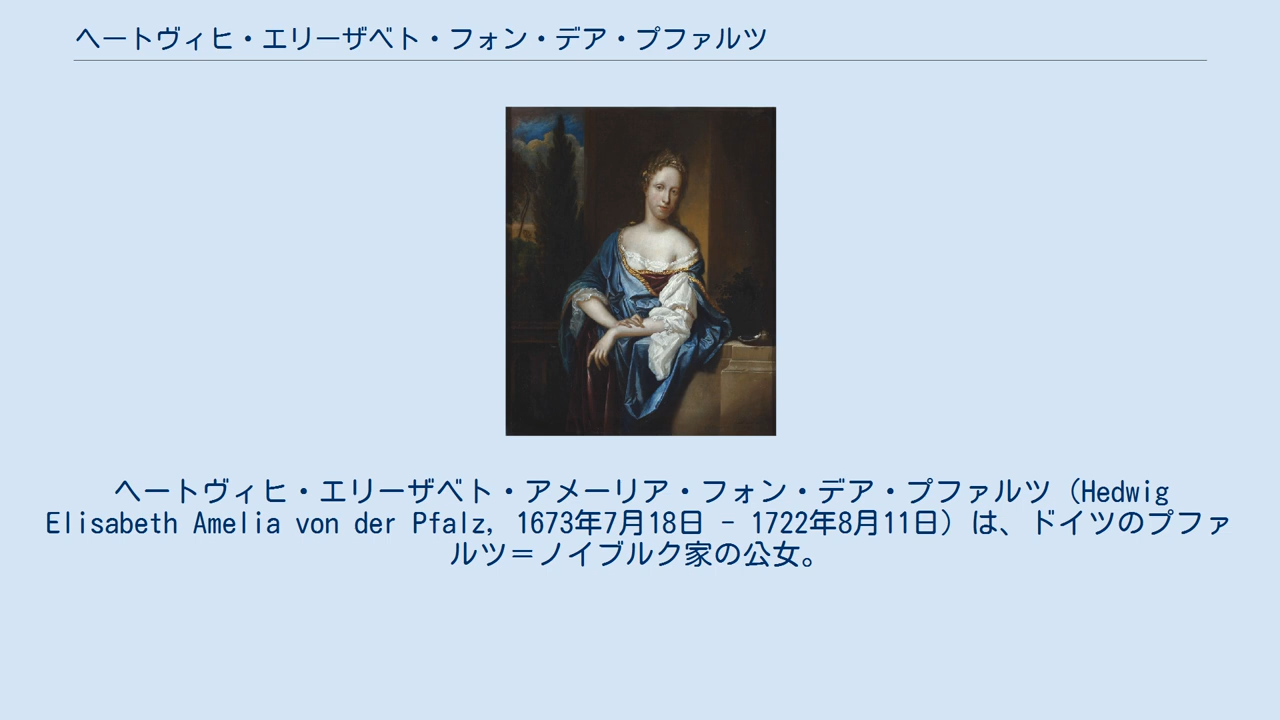 ヘートヴィヒ・エリーザベト・フォン・デア・プファルツ
ヘートヴィヒ・エリーザベト・アメーリア・フォン・デア・プファルツ（Hedwig
Elisabeth Amelia von der Pfalz, 1673年7月18日 - 1722年8月11日）は、ドイツのプファ
ルツ＝ノイブルク家の公女。